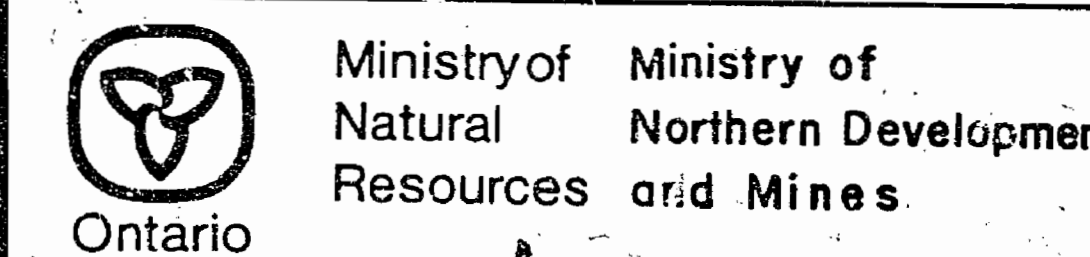 Ontario
Ministry of
Natural
Resources
Ministry of
Northern Developmen
and Mines